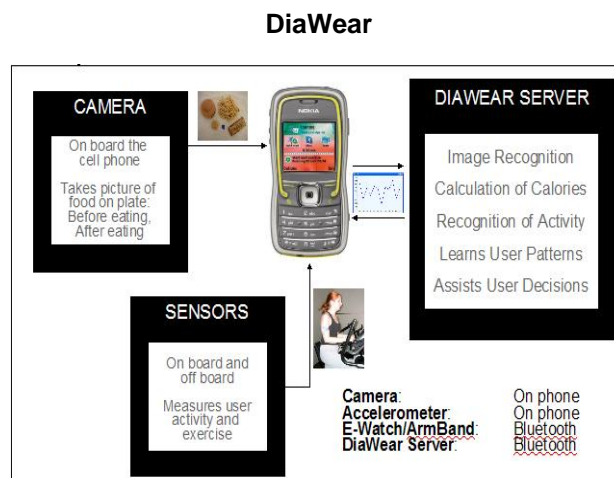 DiaWear
CAMERA
On board the
cell phone
Takes picture of
food on plate:
Before eating,
After eating
NOKIA
DIAWEAR SERVER
Image Recognition
Calculation of Calories
Recognition of Activity
Learns User Patterns
Assists User Decisions
SENSORS
On board and
off board
Measures user
activity and
exercise
Camera: On phone
Accelerometer: On phone
E-Watch/ArmBand: Bluetooth
DiaWear Server: Bluetooth